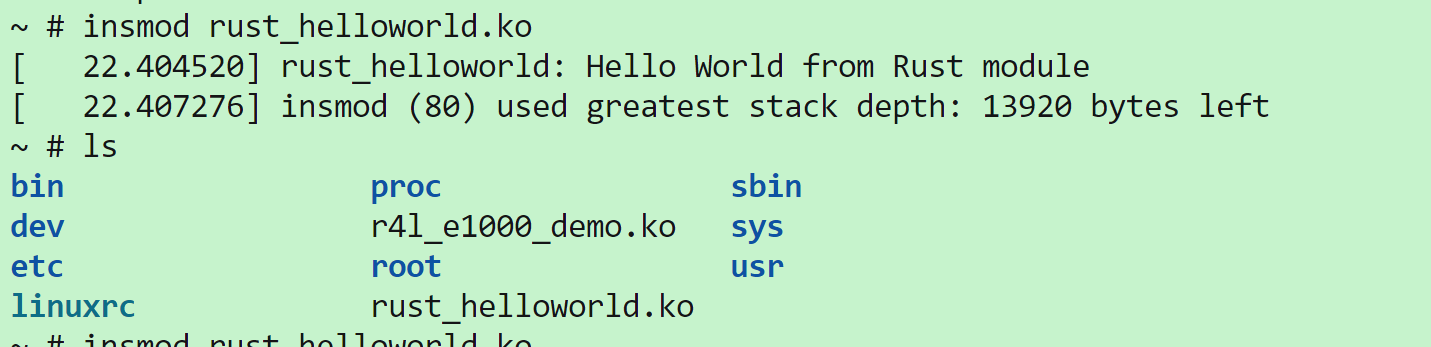 ~ # insmod rust_helloworld.ko
[   22.404520] rust_helloworld: Hello World from Rust module
[   22.407276] insmod (80) used greatest stack depth: 13920 bytes left
~ # ls
bin                 proc                sbin
dev                 r4l_e1000_demo.ko   sys
etc                 root                usr
linuxrc             rust_helloworld.ko
~ # insmod rust_helloworld.ko